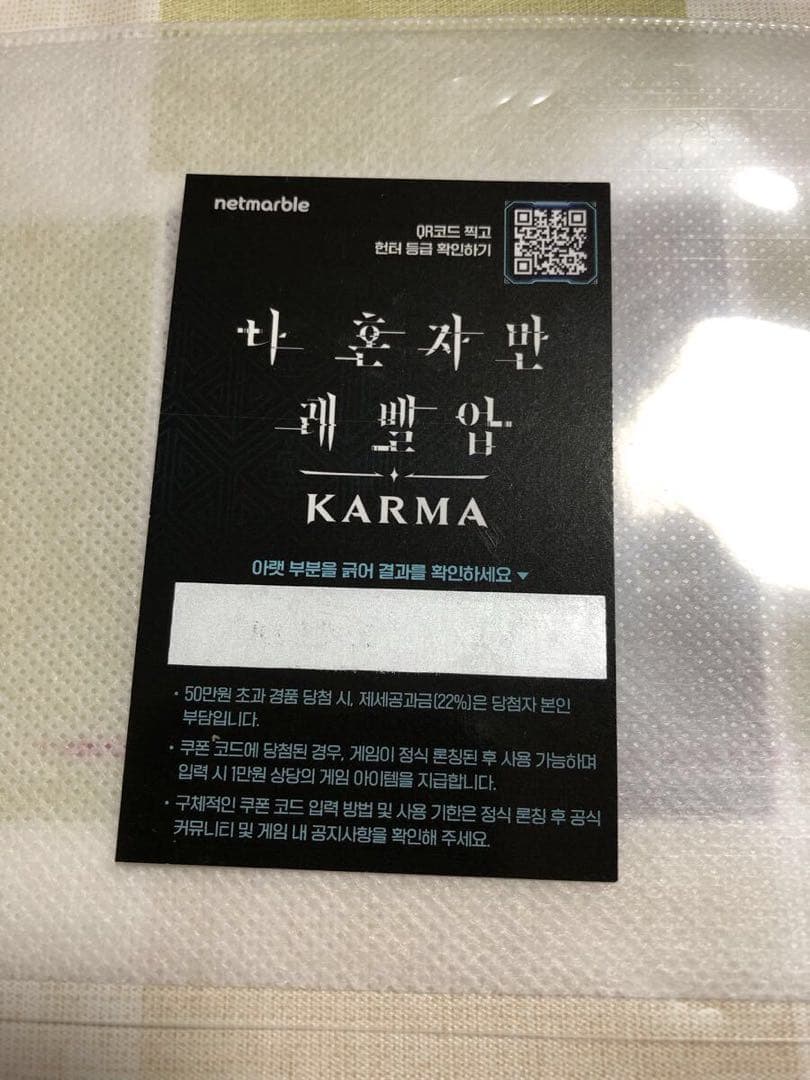 netmarble
QR코드 찍고
헌터 등급 확인하기
나 혼자만
레벨업
KARMA
아랫 부분을 긁어 결과를 확인하세요 ▼
• 50만원 초과 경품 당첨 시, 제세공과금(22%)은 당첨자 본인
부담입니다.
• 쿠폰 코드에 당첨된 경우, 게임이 정식 론칭된 후 사용 가능하며
입력 시 1만원 상당의 게임 아이템을 지급합니다.
• 구체적인 쿠폰 코드 입력 방법 및 사용 기한은 정식 론칭 후 공식
커뮤니티 및 게임 내 공지사항을 확인해 주세요.